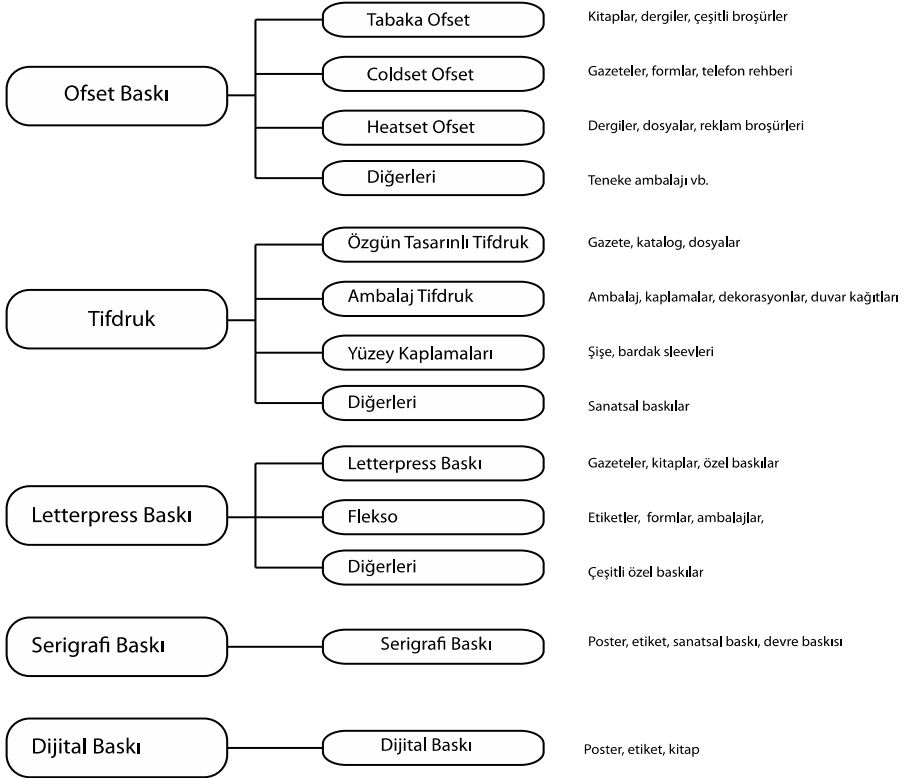 Tabaka Ofset
Kitaplar, dergiler, çeşitli broşürler
Ofset Baskı
Coldset Ofset
Gazeteler, formlar, telefon rehberi
Heatset Ofset
Dergiler, dosyalar, reklam broşürleri
Diğerleri
Teneke ambalajı vb.
Özgün Tasarınlı Tifdruk
Gazete, katalog, dosyalar
Tifdruk
Ambalaj Tifdruk
Ambalaj, kaplamalar, dekorasyonlar, duvar kağıtları
Yüzey Kaplamaları
Şişe, bardak sleevleri
Diğerleri
Sanatsal baskılar
Letterpress Baskı
Letterpress Baskı
Gazeteler, kitaplar, özel baskılar
Flekso
Etiketler, formlar, ambalajlar,
Diğerleri
Çeşitli özel baskılar
Serigrafi Baskı
Serigrafi Baskı
Poster, etiket, sanatsal baskı, devre baskısı
Dijital Baskı
Dijital Baskı
Poster, etiket, kitap